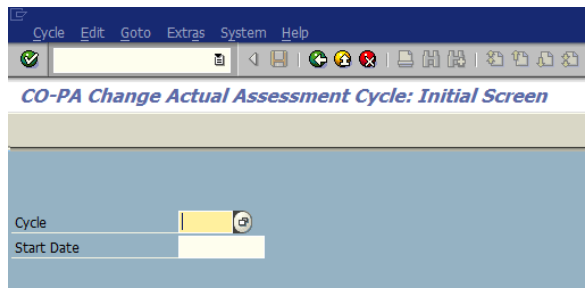 Cycle Edit Goto Extras System Help
CO-PA Change Actual Assessment Cycle: Initial Screen
Cycle
Start Date